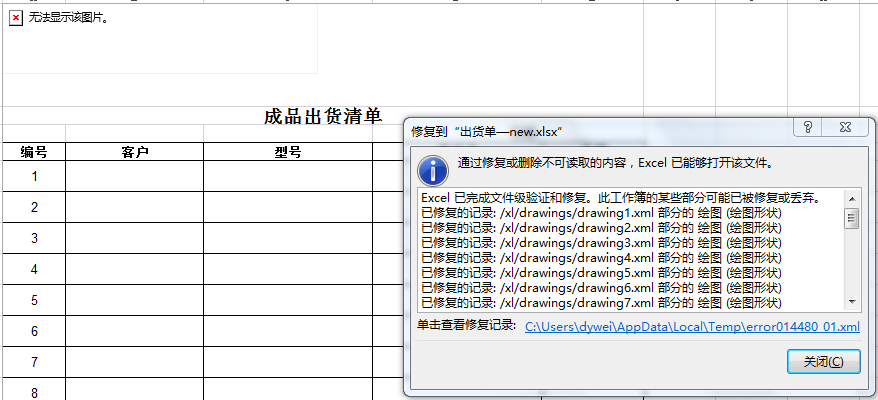 无法显示该图片。
成品出货清单
编号 客户 型号
1
2
3
4
5
6
7
8
修复到“出货单—new.xlsx”
通过修复或删除不可读取的内容，Excel 已能够打开该文件。
Excel 已完成文件级验证和修复。此工作簿的某些部分可能已被修复或丢弃。
已修复的记录: /xl/drawings/drawing1.xml 部分的 绘图 (绘图形状)
已修复的记录: /xl/drawings/drawing2.xml 部分的 绘图 (绘图形状)
已修复的记录: /xl/drawings/drawing3.xml 部分的 绘图 (绘图形状)
已修复的记录: /xl/drawings/drawing4.xml 部分的 绘图 (绘图形状)
已修复的记录: /xl/drawings/drawing5.xml 部分的 绘图 (绘图形状)
已修复的记录: /xl/drawings/drawing6.xml 部分的 绘图 (绘图形状)
已修复的记录: /xl/drawings/drawing7.xml 部分的 绘图 (绘图形状)
单击查看修复记录: C:\Users\dywei\AppData\Local\Temp\error014480_01.xml
关闭(C)